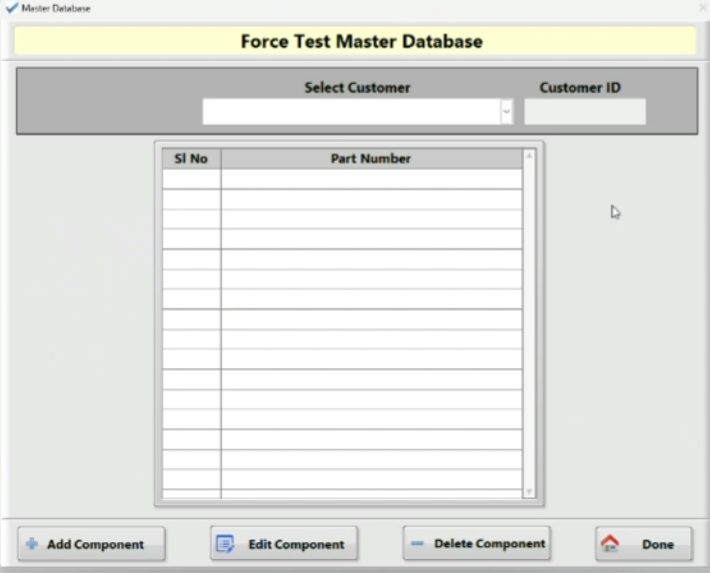 Master Database
Force Test Master Database
Select Customer Customer ID
Sl No Part Number
Add Component Edit Component Delete Component Done